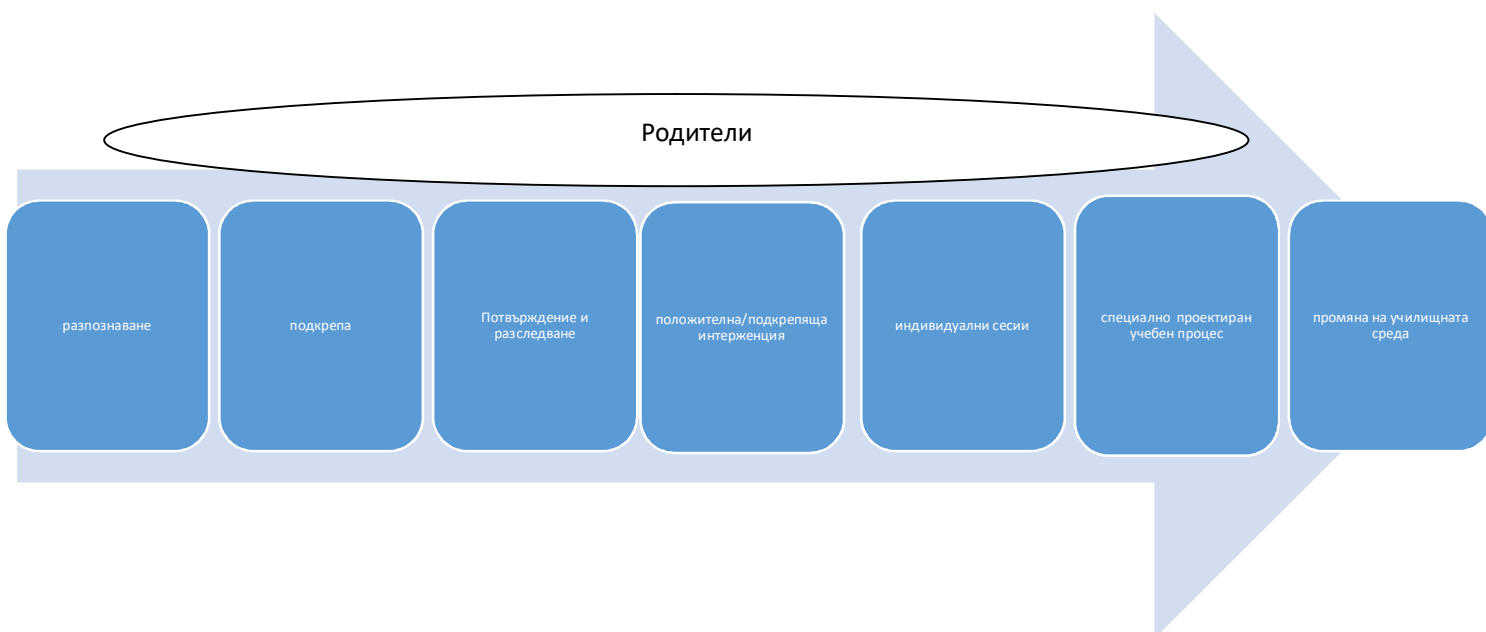 Родители
разпознаване
подкрепа
Потвърждение и
разследване
положителна/подкрепяща
интерженция
индивидуални сесии
специално проектиран
учебен процес
промяна на училищната
среда